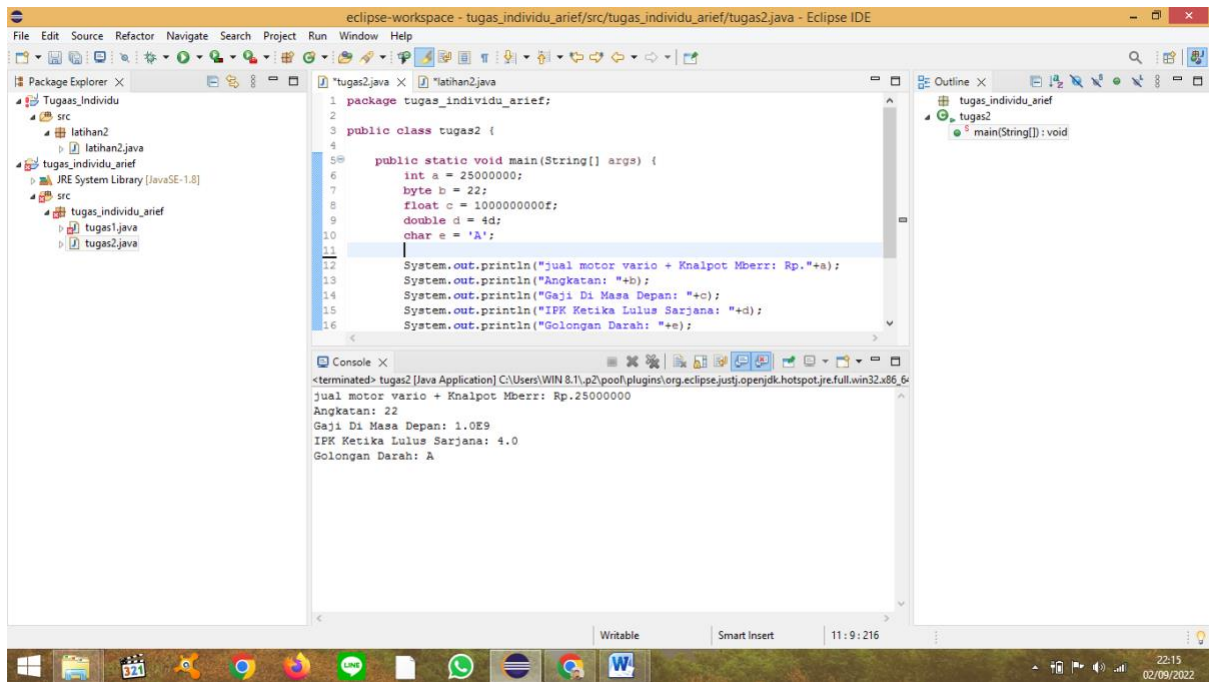 eclipse-workspace - tugas_individu_arief/src/tugas_individu_arief/tugas2.java - Eclipse IDE
File Edit Source Refactor Navigate Search Project Run Window Help
Package Explorer
Tugaas_Individu
src
latihan2
latihan2.java
tugas_individu_arief
JRE System Library [JavaSE-1.8]
src
tugas_individu_arief
tugas1.java
tugas2.java
*tugas2.java
*latihan2.java
1 package tugas_individu_arief;
2
3 public class tugas2 {
4
5 public static void main(String[] args) {
6 int a = 25000000;
7 byte b = 22;
8 float c = 1000000000f;
9 double d = 4d;
10 char e = 'A';
11
12 System.out.println("jual motor vario + Knalpot Mberr: Rp."+a);
13 System.out.println("Angkatan: "+b);
14 System.out.println("Gaji Di Masa Depan: "+c);
15 System.out.println("IPK Ketika Lulus Sarjana: "+d);
16 System.out.println("Golongan Darah: "+e);
Console
<terminated> tugas2 [Java Application] C:\Users\WIN 8.1\.p2\pool\plugins\org.eclipse.justj.openjdk.hotspot.jre.full.win32.x86_64
jual motor vario + Knalpot Mberr: Rp.25000000
Angkatan: 22
Gaji Di Masa Depan: 1.0E9
IPK Ketika Lulus Sarjana: 4.0
Golongan Darah: A
Outline
tugas_individu_arief
tugas2
main(String[]) : void
Writable Smart Insert 11 : 9 : 216
321
LINE
W
22:15
02/09/2022